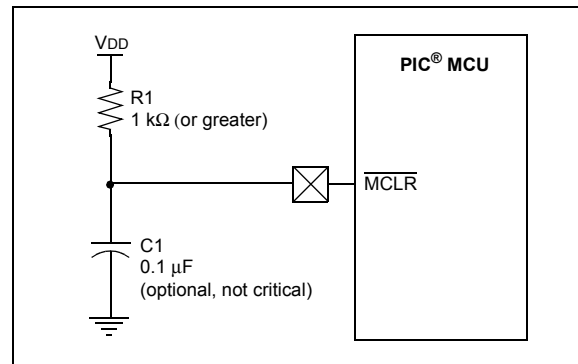 VDD
PIC® MCU
R1
1 kΩ (or greater)
MCLR
C1
0.1 μF
(optional, not critical)